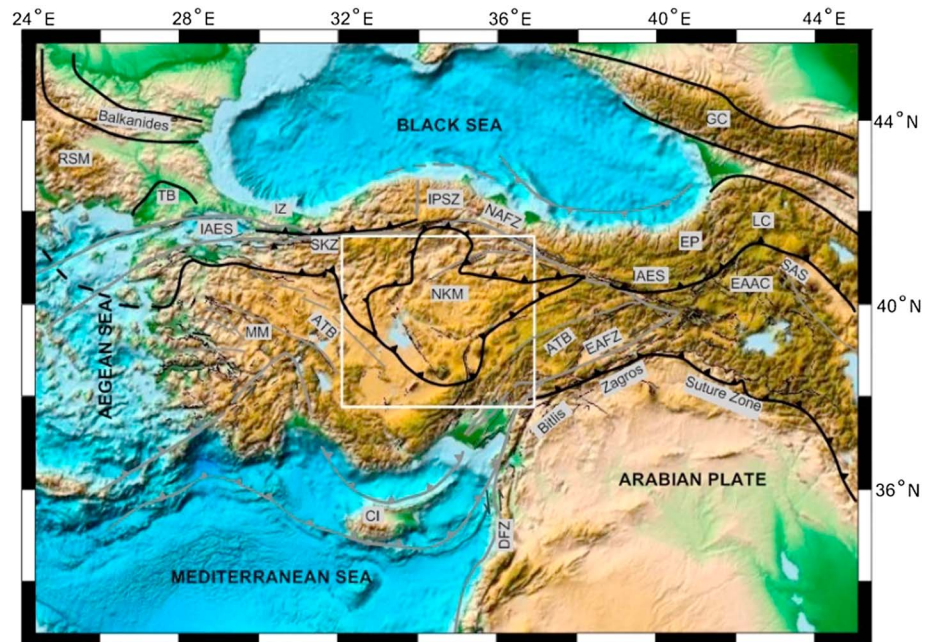 24°E 28°E 32°E 36°E 40°E 44°E
BLACK SEA
Balkanides
GC
44°N
RSM
TB
IZ
IPSZ
NAFZ
LC
IAES
SKZ
EP
IAES
SAS
EAAC
NKM
40°N
AEGEAN SEA
MM
ATB
ATB
EAFZ
Zagros
Suture Zone
Bitlis
ARABIAN PLATE
36°N
CI
DFZ
MEDITERRANEAN SEA